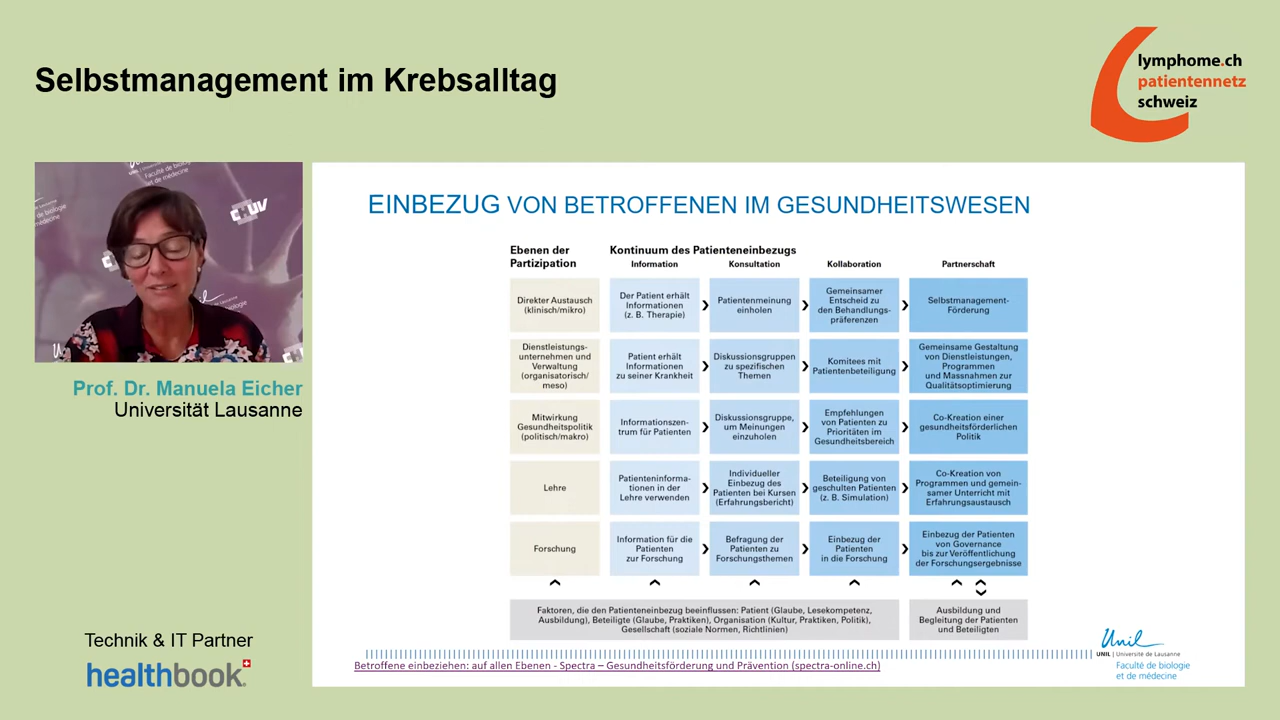 Selbstmanagement im Krebsalltag
lymphome.ch
patientennetz
schweiz
Faculté de biologie
et de médecine
CHUV
Prof. Dr. Manuela Eicher
Universität Lausanne
Technik & IT Partner
healthbook
EINBEZUG VON BETROFFENEN IM GESUNDHEITSWESEN
Ebenen der
Partizipation
Kontinuum des Patienteneinbezugs
Information
Konsultation
Kollaboration
Partnerschaft
Direkter Austausch
(klinisch/mikro)
Der Patient erhält
Informationen
(z. B. Therapie)
Patientenmeinung
einholen
Gemeinsamer
Entscheid zu
den Behandlungs-
präferenzen
Selbstmanagement-
Förderung
Dienstleistungs-
unternehmen und
Verwaltung
(organisatorisch/
meso)
Patient erhält
Informationen
zu seiner Krankheit
Diskussionsgruppen
zu spezifischen
Themen
Komitees mit
Patientenbeteiligung
Gemeinsame Gestaltung
von Dienstleistungen,
Programmen
und Massnahmen zur
Qualitätsoptimierung
Mitwirkung
Gesundheitspolitik
(politisch/makro)
Informationszen-
trum für Patienten
Diskussionsgruppe,
um Meinungen
einzuholen
Empfehlungen
von Patienten zu
Prioritäten im
Gesundheitsbereich
Co-Kreation einer
gesundheitsförderlichen
Politik
Lehre
Patienteninforma-
tionen in der
Lehre verwenden
Individueller
Einbezug des
Patienten bei Kursen
(Erfahrungsbericht)
Beteiligung von
geschulten Patienten
(z. B. Simulation)
Co-Kreation von
Programmen und gemein-
samer Unterricht mit
Erfahrungsaustausch
Forschung
Information für die
Patienten
zur Forschung
Befragung der
Patienten zu
Forschungsthemen
Einbezug der
Patienten
in die Forschung
Einbezug der Patienten
von Governance
bis zur Veröffentlichung
der Forschungsergebnisse
Faktoren, die den Patienteneinbezug beeinflussen: Patient (Glaube, Lesekompetenz,
Ausbildung), Beteiligte (Glaube, Praktiken), Organisation (Kultur, Praktiken, Politik),
Gesellschaft (soziale Normen, Richtlinien)
Ausbildung und
Begleitung der Patienten
und Beteiligten
Betroffene einbeziehen: auf allen Ebenen - Spectra – Gesundheitsförderung und Prävention (spectra-online.ch)
Unil
UNIL | Université de Lausanne
Faculté de biologie
et de médecine